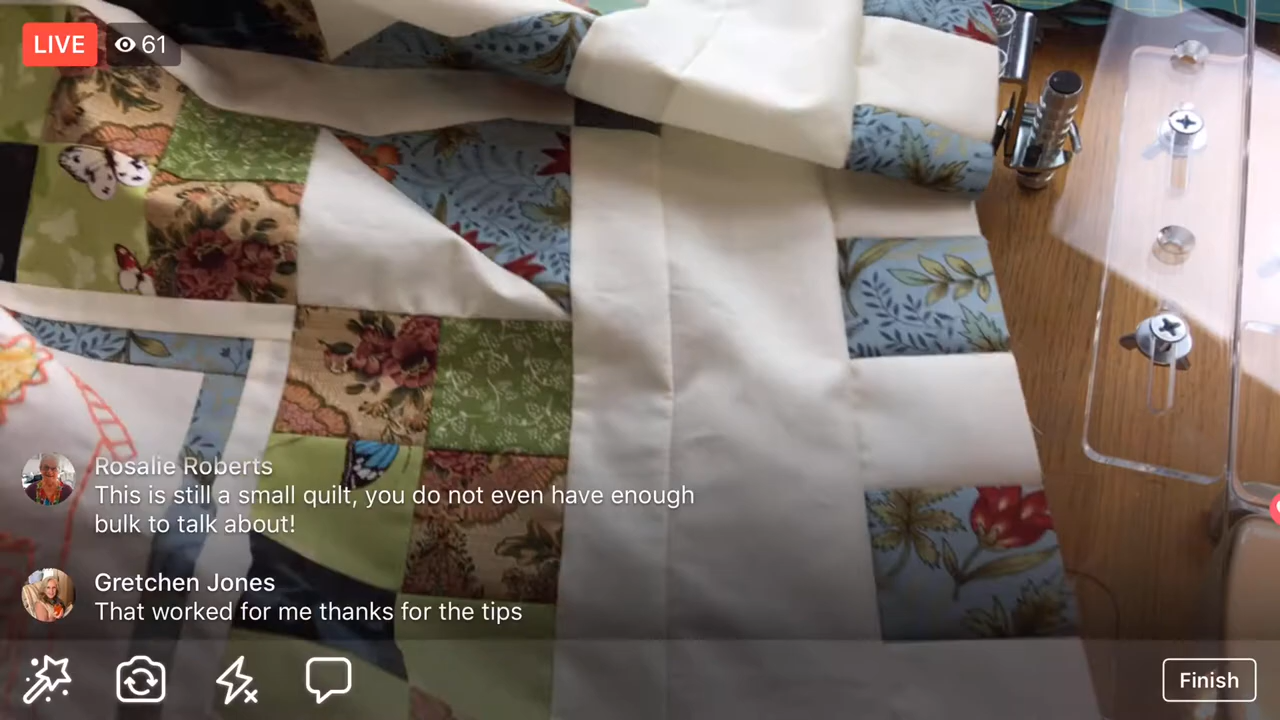 LIVE
61
Rosalie Roberts
This is still a small quilt, you do not even have enough
bulk to talk about!
Gretchen Jones
That worked for me thanks for the tips
Finish